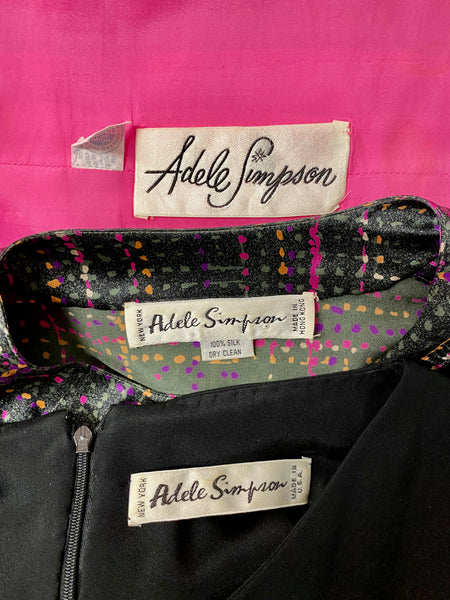 Adele Simpson
NEW YORK
Adele Simpson
MADE IN
HONG KONG
100% SILK
DRY CLEAN
NEW YORK
Adele Simpson
MADE IN
U.S.A.